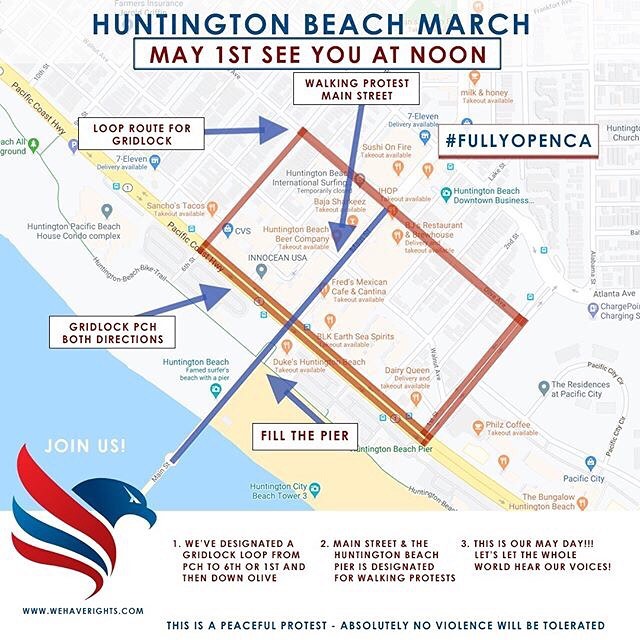 HUNTINGTON BEACH MARCH
MAY 1ST SEE YOU AT NOON
WALKING PROTEST
MAIN STREET
LOOP ROUTE FOR
GRIDLOCK
#FULLYOPENCA
GRIDLOCK PCH
BOTH DIRECTIONS
FILL THE PIER
Farmers Insurance
10th St
Frankfort Ave
Pacific Coast Hwy
milk & honey
Takeout available
7-Eleven
Delivery available
7-Eleven
Delivery
Takeout available
Sushi On Fire
Takeout available
Huntington
Church
Lake St
Huntington Beach
International Surfing
Temporarily closed
IHOP
Takeout available
Huntington Beach
Downtown Business...
Sancho's Tacos
Takeout available
Baja Sharkeez
Takeout available
Huntington Pacific Beach
House Condo complex
CVS
Huntington Beach
Beer Company
Takeout available
BJ's Restaurant
& Brewhouse
Delivery and
takeout available
2nd St
Alabama St
Pacific Coast Hwy
6th St
INNOCEAN USA
Huntington-Beach-Bike-Trail
Fred's Mexican
Cafe & Cantina
Takeout available
Olive Ave
Atlanta Ave
ChargePoint
Charging S
BLK Earth Sea Spirits
Takeout available
Walnut Ave
Huntington Beach
Famed surfer's
beach with a pier
Duke's Huntington Beach
Takeout available
Dairy Queen
Delivery and
takeout available
Pacific City Cir
The Residences
at Pacific City
Philz Coffee
Takeout available
Huntington Beach Pier
Main St
Pacific City
Huntington City
Beach Tower 3
The Bungalow
Huntington Beach
JOIN US!
1. WE'VE DESIGNATED A
GRIDLOCK LOOP FROM
PCH TO 6TH OR 1ST AND
THEN DOWN OLIVE
2. MAIN STREET & THE
HUNTINGTON BEACH
PIER IS DESIGNATED
FOR WALKING PROTESTS
3. THIS IS OUR MAY DAY!!!
LET'S LET THE WHOLE
WORLD HEAR OUR VOICES!
WWW.WEHAVERIGHTS.COM
THIS IS A PEACEFUL PROTEST - ABSOLUTELY NO VIOLENCE WILL BE TOLERATED